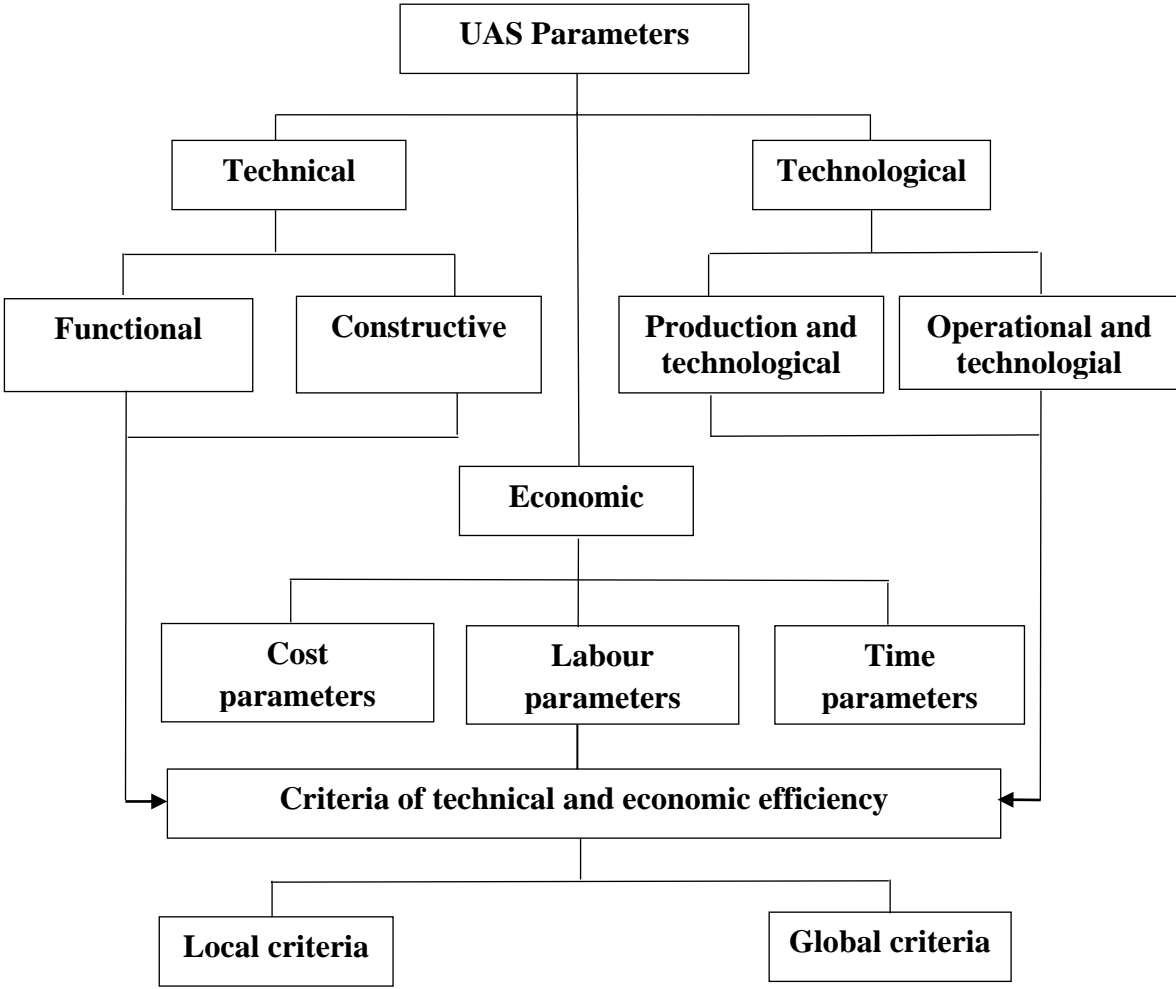 UAS Parameters
Technical
Technological
Functional
Constructive
Production and
technological
Operational and
technologial
Economic
Cost
parameters
Labour
parameters
Time
parameters
Criteria of technical and economic efficiency
Local criteria
Global criteria